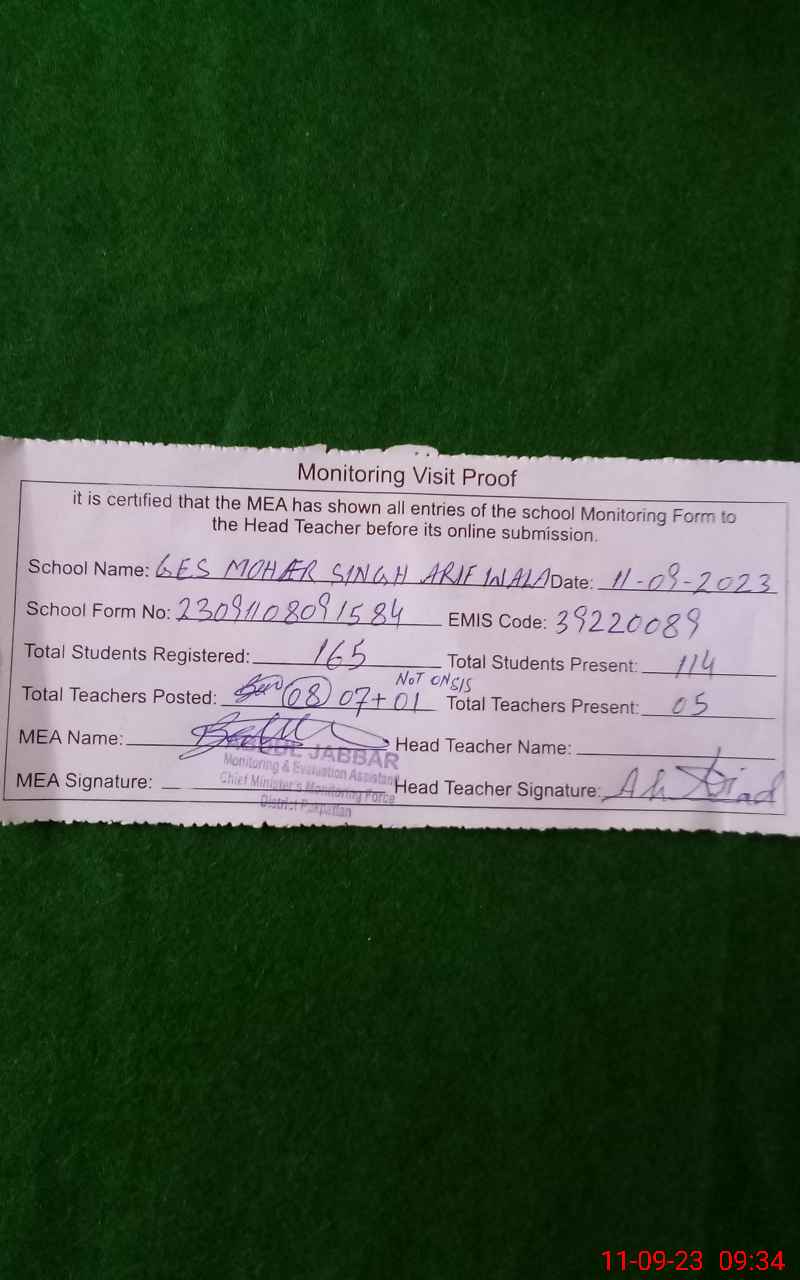 Monitoring Visit Proof
it is certified that the MEA has shown all entries of the school Monitoring Form to
the Head Teacher before its online submission.
School Name: GES MOHAR SINGH ARIFWALA Date: 11-09-2023
School Form No: 23091108091584 EMIS Code: 39220089
Total Students Registered: 165 Total Students Present: 114
NOT ON SIS
Total Teachers Posted: 08 07+01 Total Teachers Present: 05
MEA Name: Head Teacher Name:
ABDUL JABBAR
Monitoring & Evaluation Assistant
MEA Signature: Head Teacher Signature:
Chief Minister's Monitoring Force
District Pakpattan
11-09-23 09:34